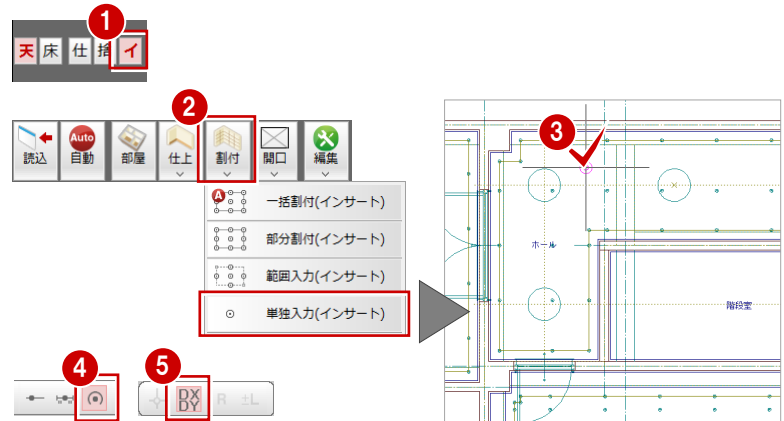 1
天 床 仕 捨 イ
2
読込 Auto 自動 部屋 仕上 割付 開口 編集
A 一括割付(インサート)
部分割付(インサート)
範囲入力(インサート)
単独入力(インサート)
3
ホール
階段室
4
5
DX
DY
R ±L